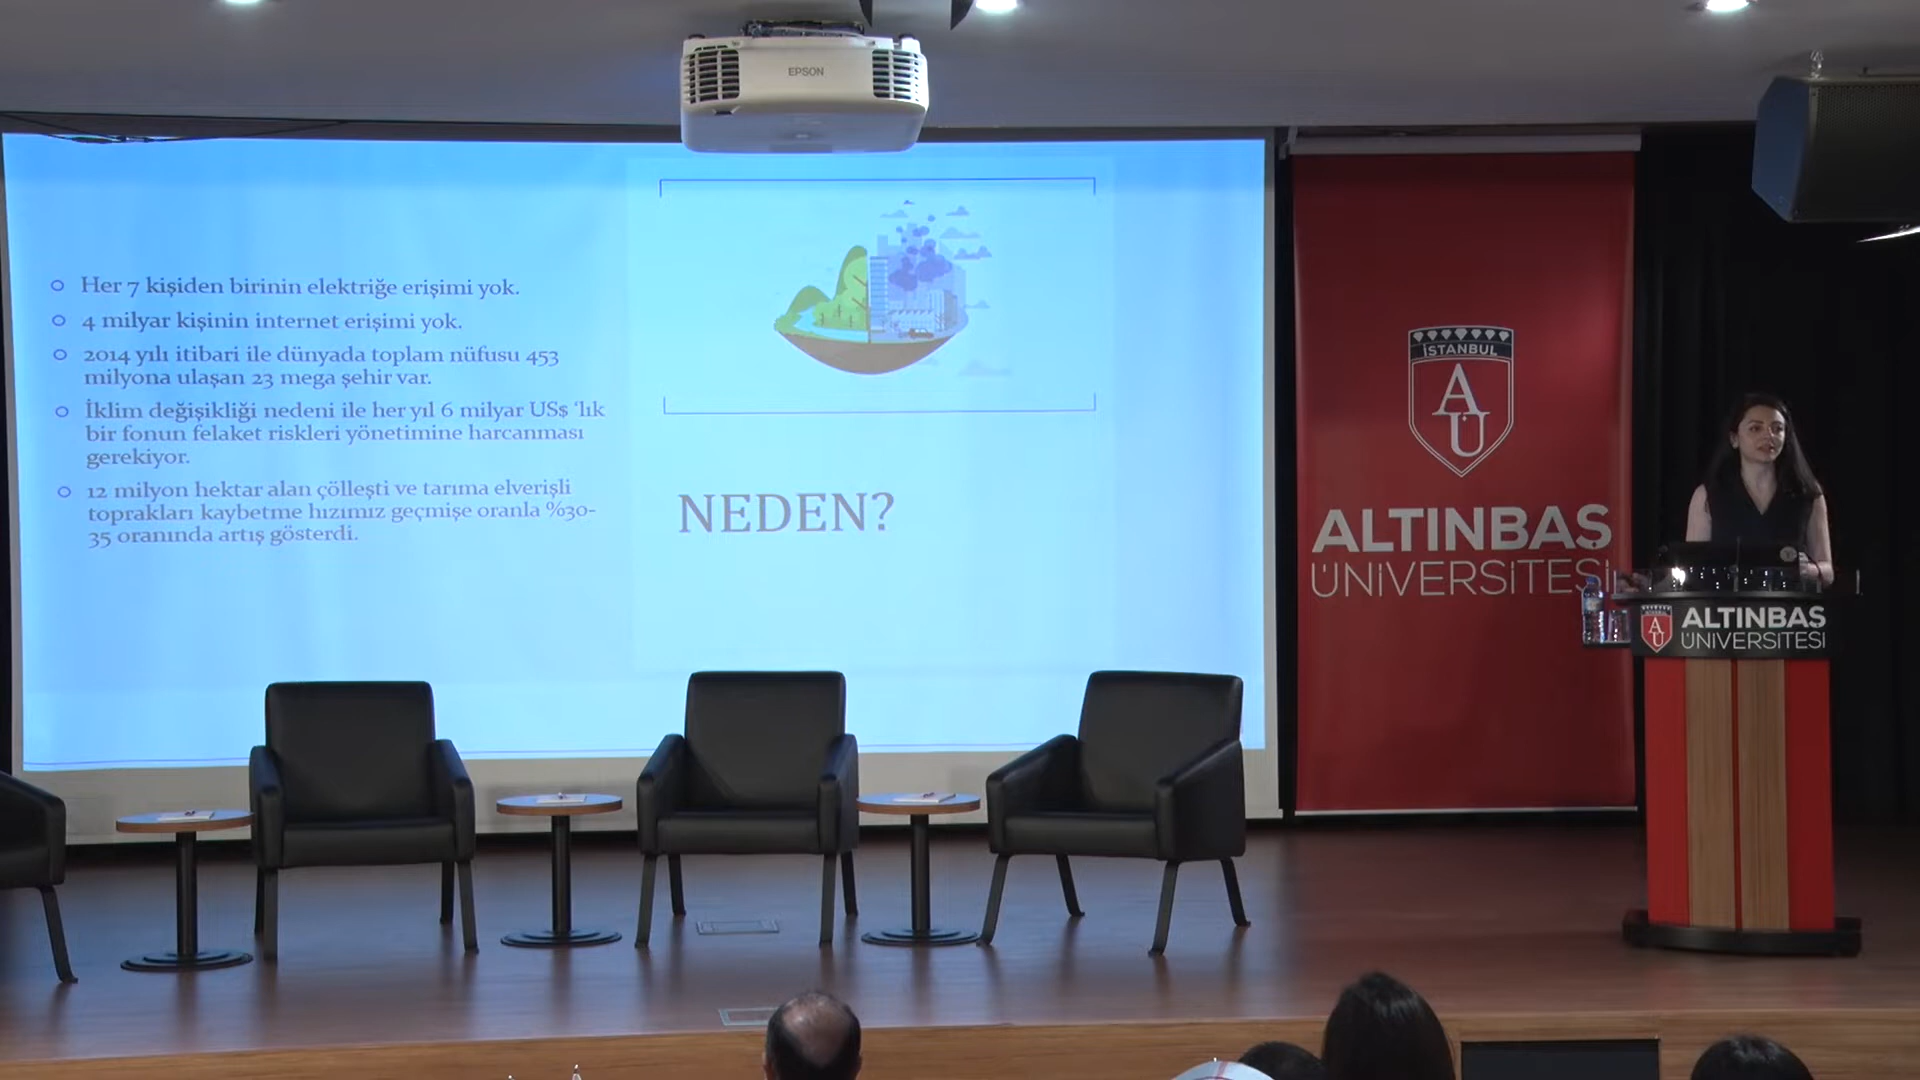 EPSON
Her 7 kişiden birinin elektriğe erişimi yok.
4 milyar kişinin internet erişimi yok.
2014 yılı itibari ile dünyada toplam nüfusu 453
milyona ulaşan 23 mega şehir var.
İklim değişikliği nedeni ile her yıl 6 milyar US$ 'lık
bir fonun felaket riskleri yönetimine harcanması
gerekiyor.
12 milyon hektar alan çölleşti ve tarıma elverişli
toprakları kaybetme hızımız geçmişe oranla %30-
35 oranında artış gösterdi.
NEDEN?
İSTANBUL
AÜ
ALTINBAŞ
ÜNİVERSİTESİ
AÜ
ALTINBAŞ
ÜNİVERSİTESİ